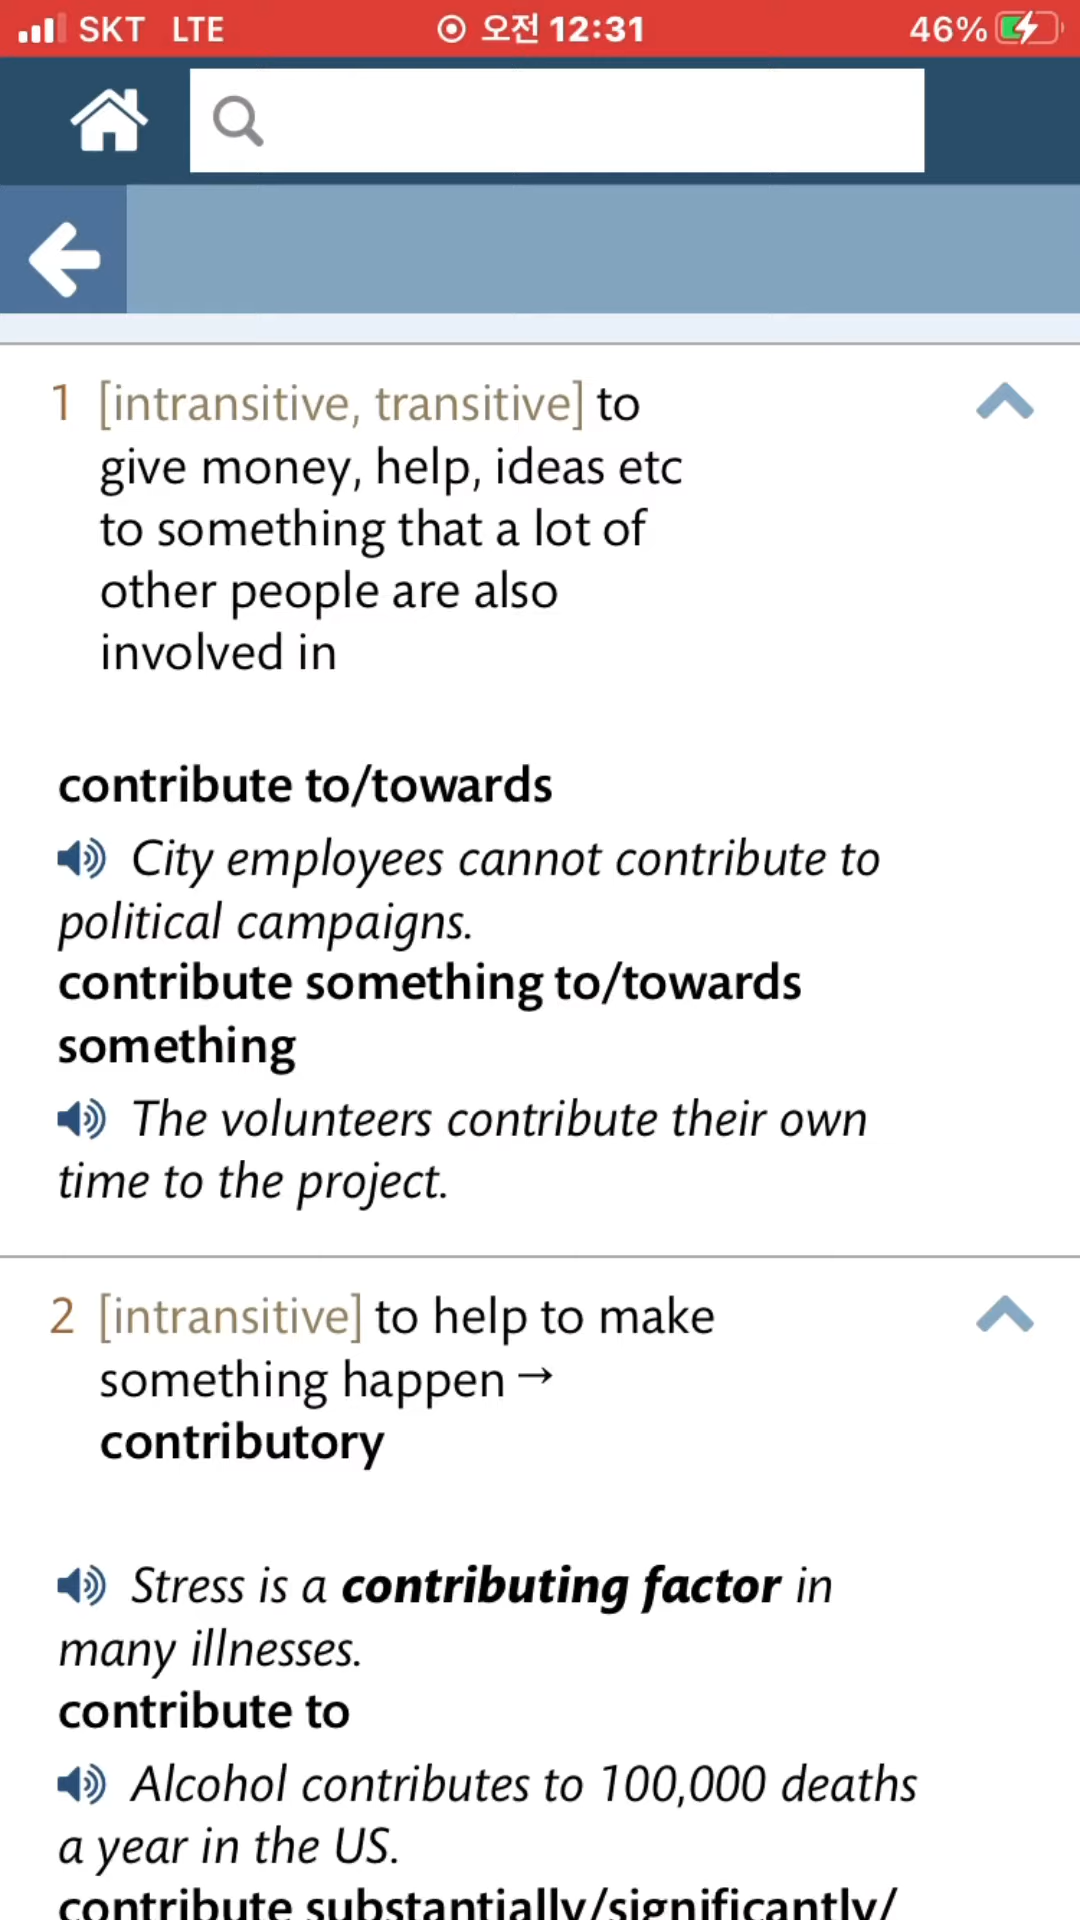 SKT LTE 오전 12:31 46%
1 [intransitive, transitive] to
give money, help, ideas etc
to something that a lot of
other people are also
involved in
contribute to/towards
City employees cannot contribute to
political campaigns.
contribute something to/towards
something
The volunteers contribute their own
time to the project.
2 [intransitive] to help to make
something happen →
contributory
Stress is a contributing factor in
many illnesses.
contribute to
Alcohol contributes to 100,000 deaths
a year in the US.
contribute substantially/significantly/